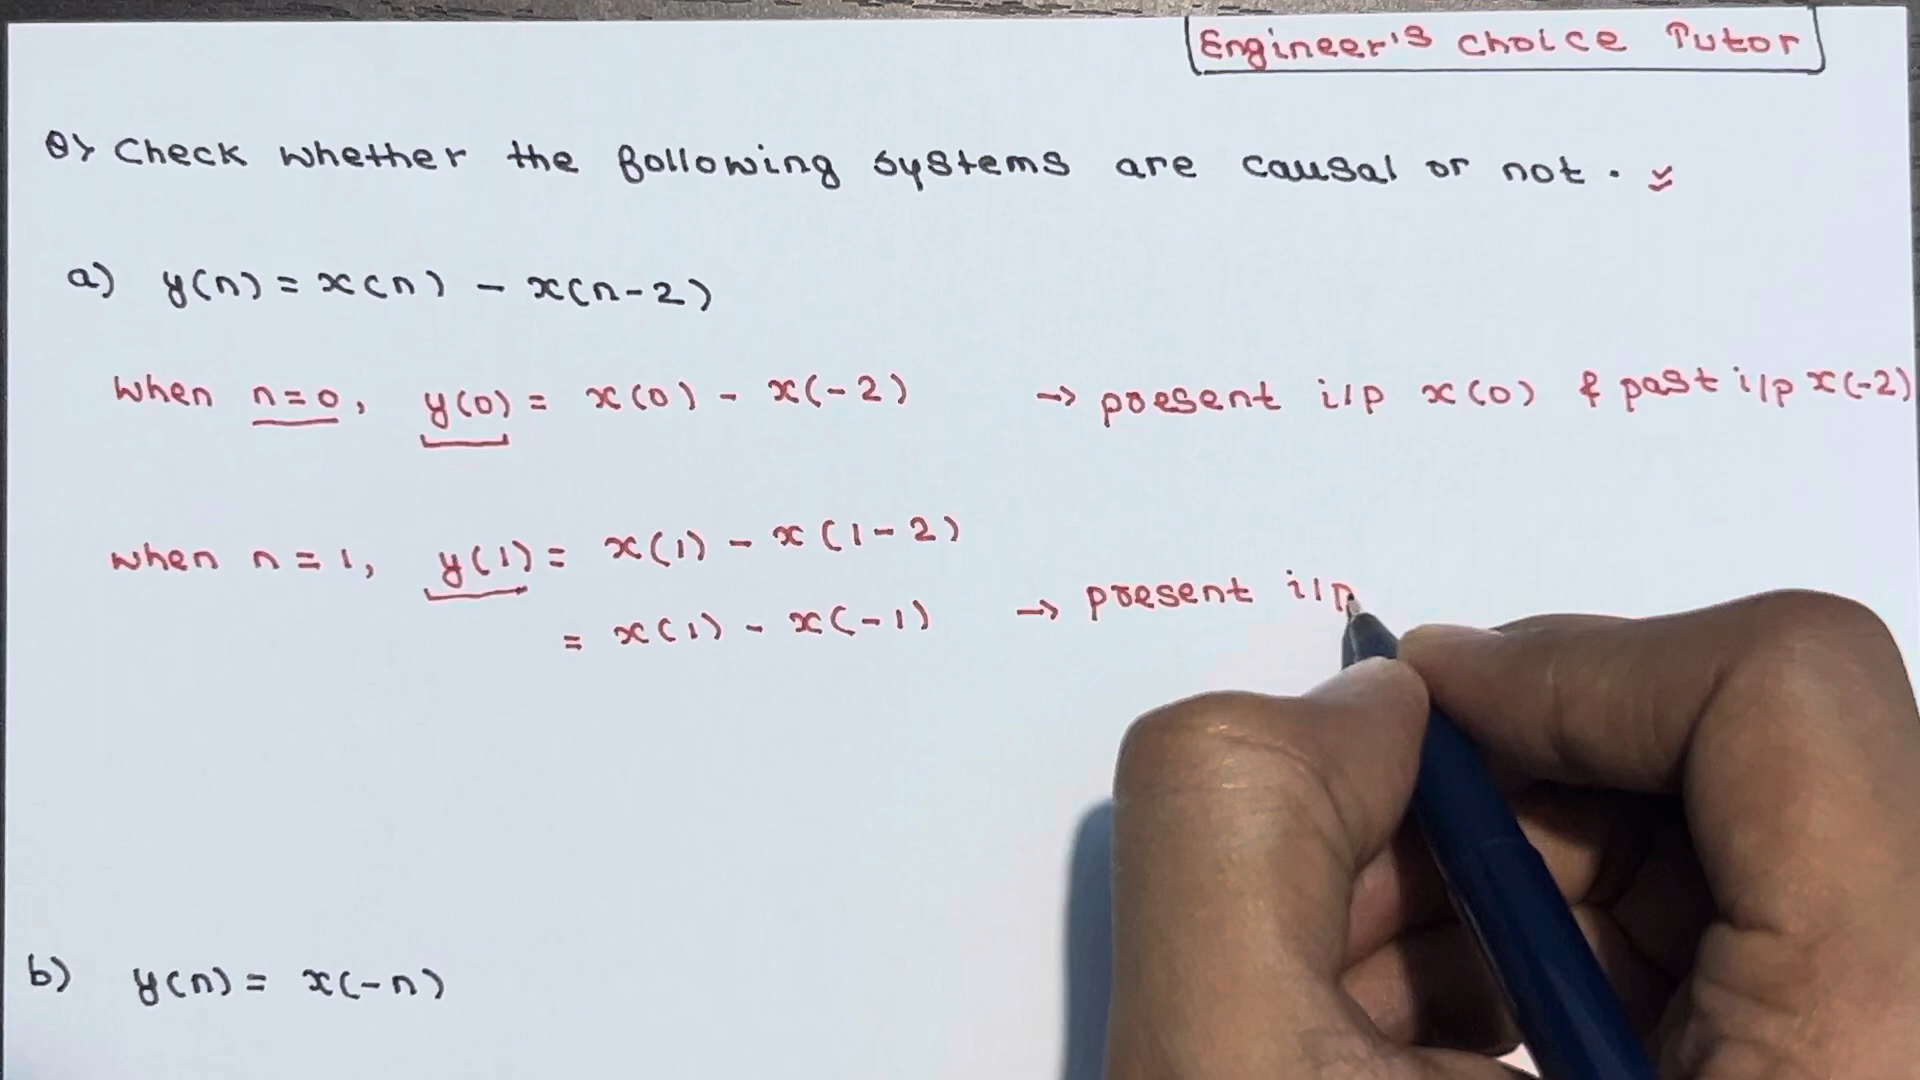 Engineer's Choice Tutor
Q> Check whether the following systems are causal or not.
a) y(n) = x(n) - x(n-2)
When n=0, y(0) = x(0) - x(-2) → present i/p x(0) & past i/p x(-2)
when n=1, y(1) = x(1) - x(1-2)
= x(1) - x(-1) → present i/p
b) y(n) = x(-n)